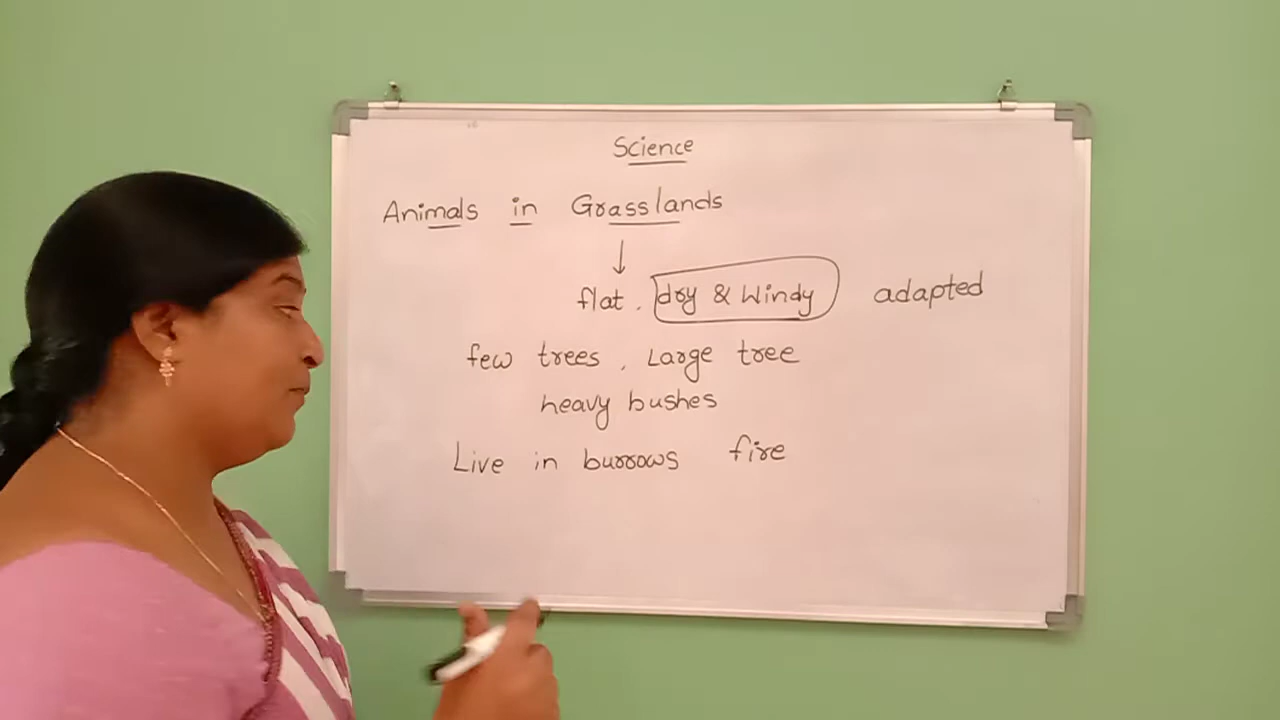 Science
Animals in Grasslands
↓
flat, dry & Windy adapted
few trees, Large tree
heavy bushes
Live in burrows fire